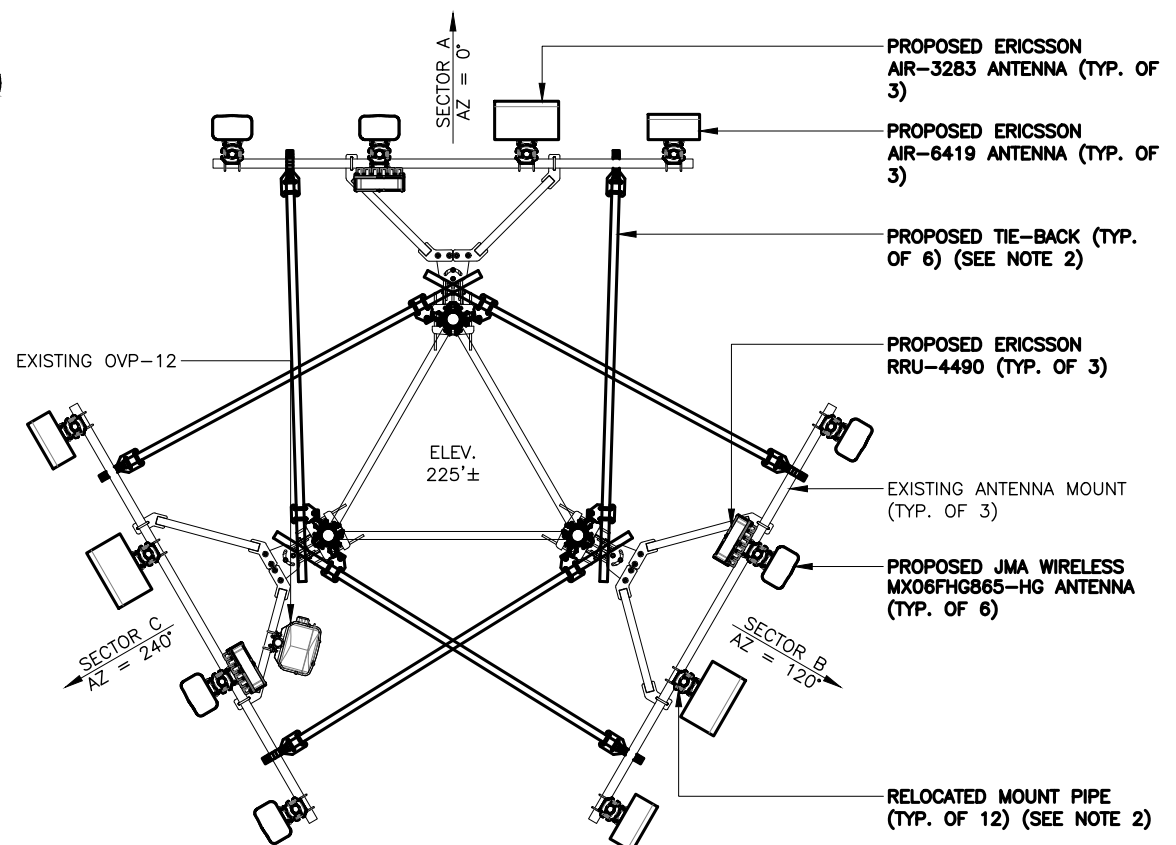 SECTOR A
AZ = 0°
PROPOSED ERICSSON
AIR-3283 ANTENNA (TYP. OF
3)
PROPOSED ERICSSON
AIR-6419 ANTENNA (TYP. OF
3)
PROPOSED TIE-BACK (TYP.
OF 6) (SEE NOTE 2)
PROPOSED ERICSSON
RRU-4490 (TYP. OF 3)
EXISTING OVP-12
ELEV.
225'±
EXISTING ANTENNA MOUNT
(TYP. OF 3)
PROPOSED JMA WIRELESS
MX06FHG865-HG ANTENNA
(TYP. OF 6)
SECTOR C
AZ = 240°
SECTOR B
AZ = 120°
RELOCATED MOUNT PIPE
(TYP. OF 12) (SEE NOTE 2)